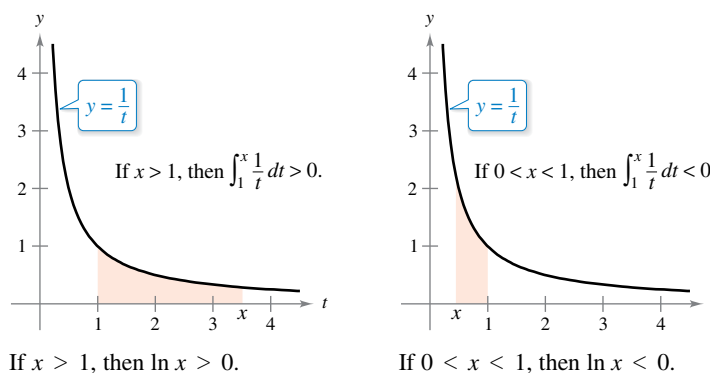 y
4
3
2
1
y = 1/t
If x > 1, then ∫₁ˣ 1/t dt > 0.
1 2 3 x 4
t
If x > 1, then ln x > 0.
y
4
3
2
1
y = 1/t
If 0 < x < 1, then ∫₁ˣ 1/t dt < 0
x 1 2 3 4
If 0 < x < 1, then ln x < 0.